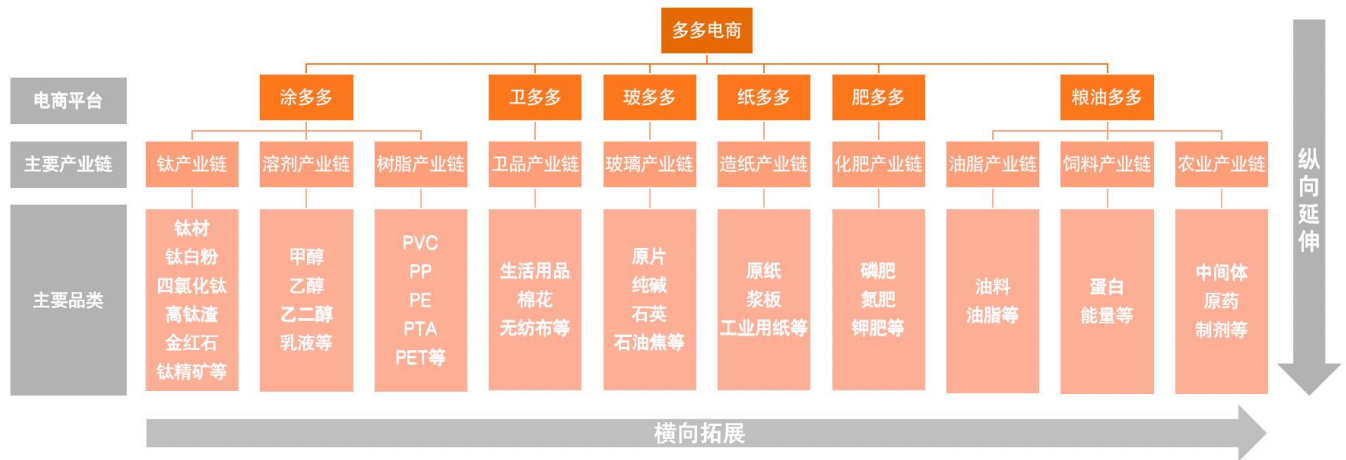 多多电商
电商平台
涂多多
卫多多
玻多多
纸多多
肥多多
粮油多多
主要产业链
钛产业链
溶剂产业链
树脂产业链
卫品产业链
玻璃产业链
造纸产业链
化肥产业链
油脂产业链
饲料产业链
农业产业链
主要品类
钛材
钛白粉
四氯化钛
高钛渣
金红石
钛精矿等
甲醇
乙醇
乙二醇
乳液等
PVC
PP
PE
PTA
PET等
生活用品
棉花
无纺布等
原片
纯碱
石英
石油焦等
原纸
浆板
工业用纸等
磷肥
氮肥
钾肥等
油料
油脂等
蛋白
能量等
中间体
原药
制剂等
纵向延伸
横向拓展